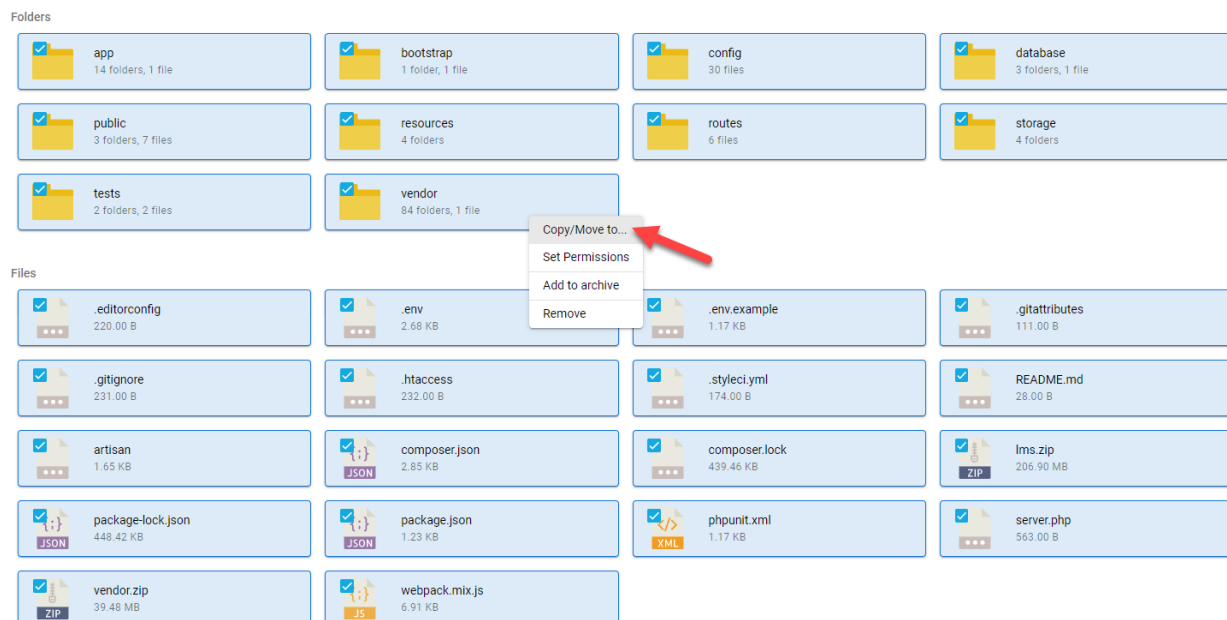 Folders
app
14 folders, 1 file
bootstrap
1 folder, 1 file
config
30 files
database
3 folders, 1 file
public
3 folders, 7 files
resources
4 folders
routes
6 files
storage
4 folders
tests
2 folders, 2 files
vendor
84 folders, 1 file
Copy/Move to...
Set Permissions
Add to archive
Remove
Files
.editorconfig
220.00 B
.env
2.68 KB
.env.example
1.17 KB
.gitattributes
111.00 B
.gitignore
231.00 B
.htaccess
232.00 B
.styleci.yml
174.00 B
README.md
28.00 B
artisan
1.65 KB
JSON
composer.json
2.85 KB
composer.lock
439.46 KB
ZIP
lms.zip
206.90 MB
JSON
package-lock.json
448.42 KB
JSON
package.json
1.23 KB
XML
phpunit.xml
1.17 KB
server.php
563.00 B
ZIP
vendor.zip
39.48 MB
JS
webpack.mix.js
6.91 KB